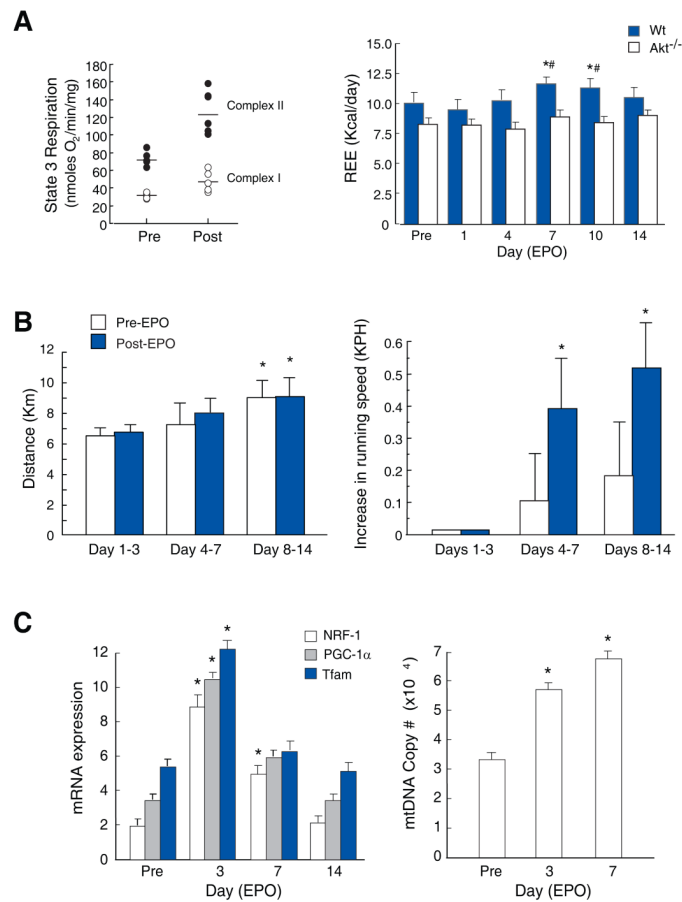 A
State 3 Respiration
(nmoles O2/min/mg)
180
160
140
120
100
80
60
40
20
0
Complex II
Complex I
Pre Post
Wt
Akt-/-
REE (Kcal/day)
15.0
12.5
10.0
7.5
5.0
2.5
0.0
*# *#
Pre 1 4 7 10 14
Day (EPO)
B
Pre-EPO
Post-EPO
Distance (Km)
12
10
8
6
4
2
0
* *
Day 1-3 Day 4-7 Day 8-14
Increase in running speed (KPH)
0.6
0.5
0.4
0.3
0.2
0.1
0
* *
Days 1-3 Days 4-7 Days 8-14
C
NRF-1
PGC-1α
Tfam
mRNA expression
12
10
8
6
4
2
0
* * * *
Pre 3 7 14
Day (EPO)
mtDNA Copy # (x10 4)
7
6
5
4
3
2
1
0
* *
Pre 3 7
Day (EPO)